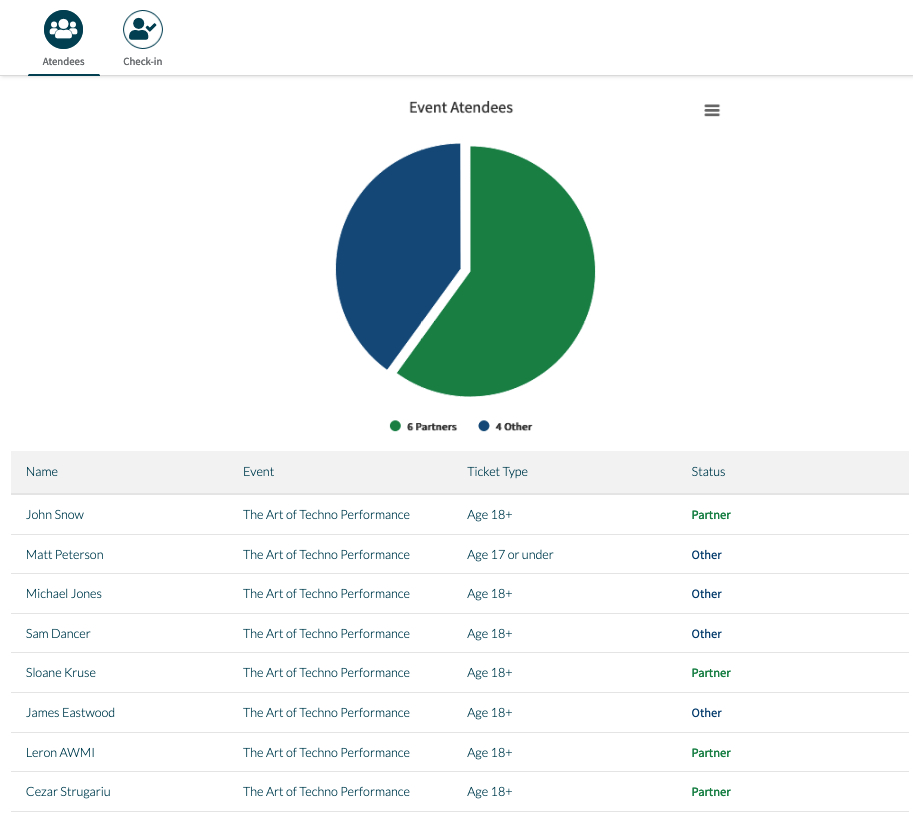 Atendees Check-in
Event Atendees
6 Partners 4 Other
Name Event Ticket Type Status
John Snow The Art of Techno Performance Age 18+ Partner
Matt Peterson The Art of Techno Performance Age 17 or under Other
Michael Jones The Art of Techno Performance Age 18+ Other
Sam Dancer The Art of Techno Performance Age 18+ Other
Sloane Kruse The Art of Techno Performance Age 18+ Partner
James Eastwood The Art of Techno Performance Age 18+ Other
Leron AWMI The Art of Techno Performance Age 18+ Partner
Cezar Strugariu The Art of Techno Performance Age 18+ Partner